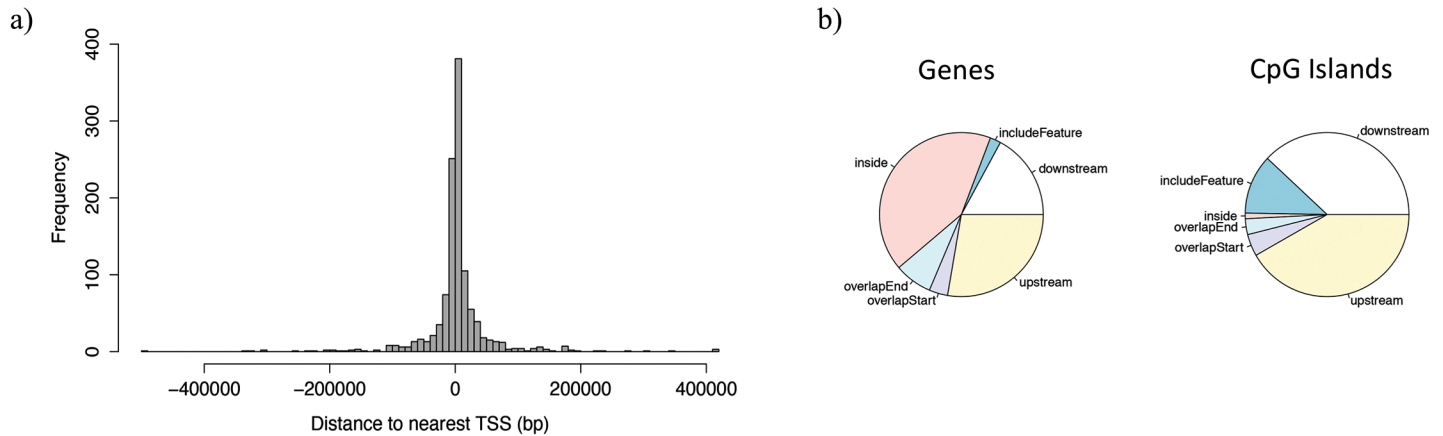 a)
400
300
200
100
0
Frequency
−400000
−200000
0
200000
400000
Distance to nearest TSS (bp)
b)
Genes
includeFeature
downstream
inside
overlapEnd
overlapStart
upstream
CpG Islands
downstream
includeFeature
inside
overlapEnd
overlapStart
upstream